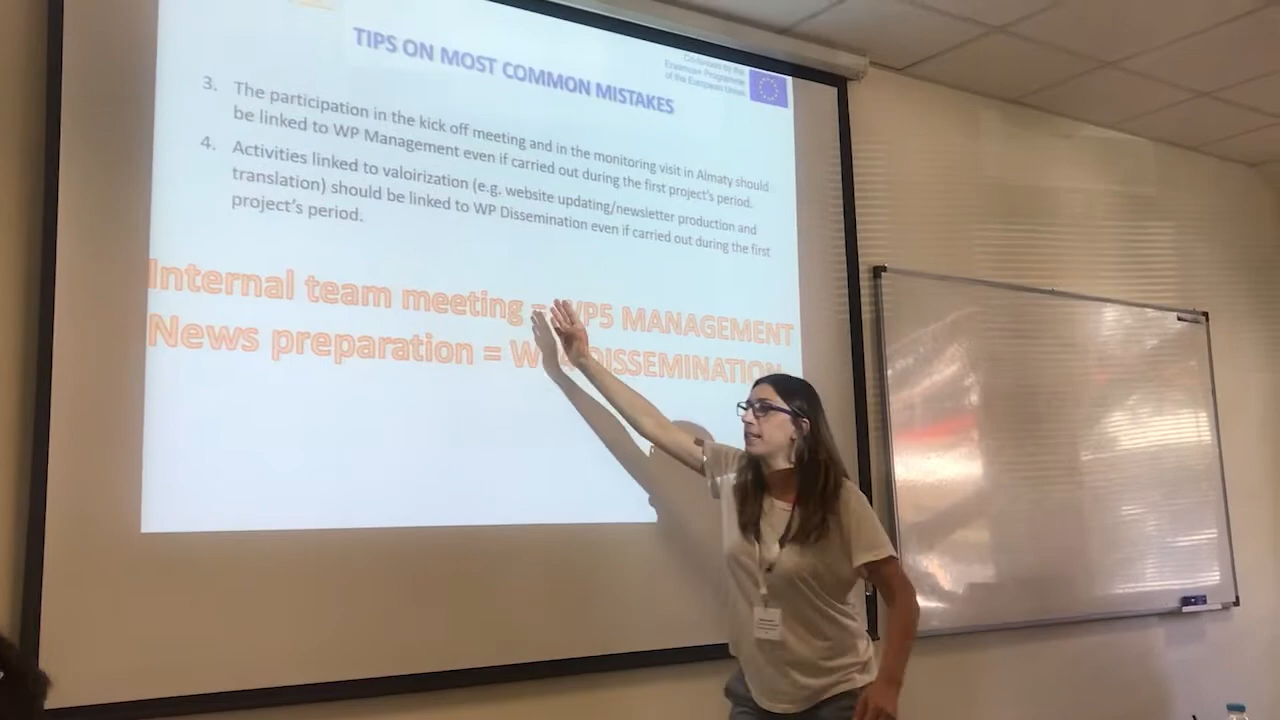 TIPS ON MOST COMMON MISTAKES
Co-funded by the
Erasmus+ Programme
of the European Union
3. The participation in the kick off meeting and in the monitoring visit in Almaty should
be linked to WP Management even if carried out during the first project's period.
4. Activities linked to valoirization (e.g. website updating/newsletter production and
translation) should be linked to WP Dissemination even if carried out during the first
project's period.
Internal team meeting = WP5 MANAGEMENT
News preparation = DISSEMINATION